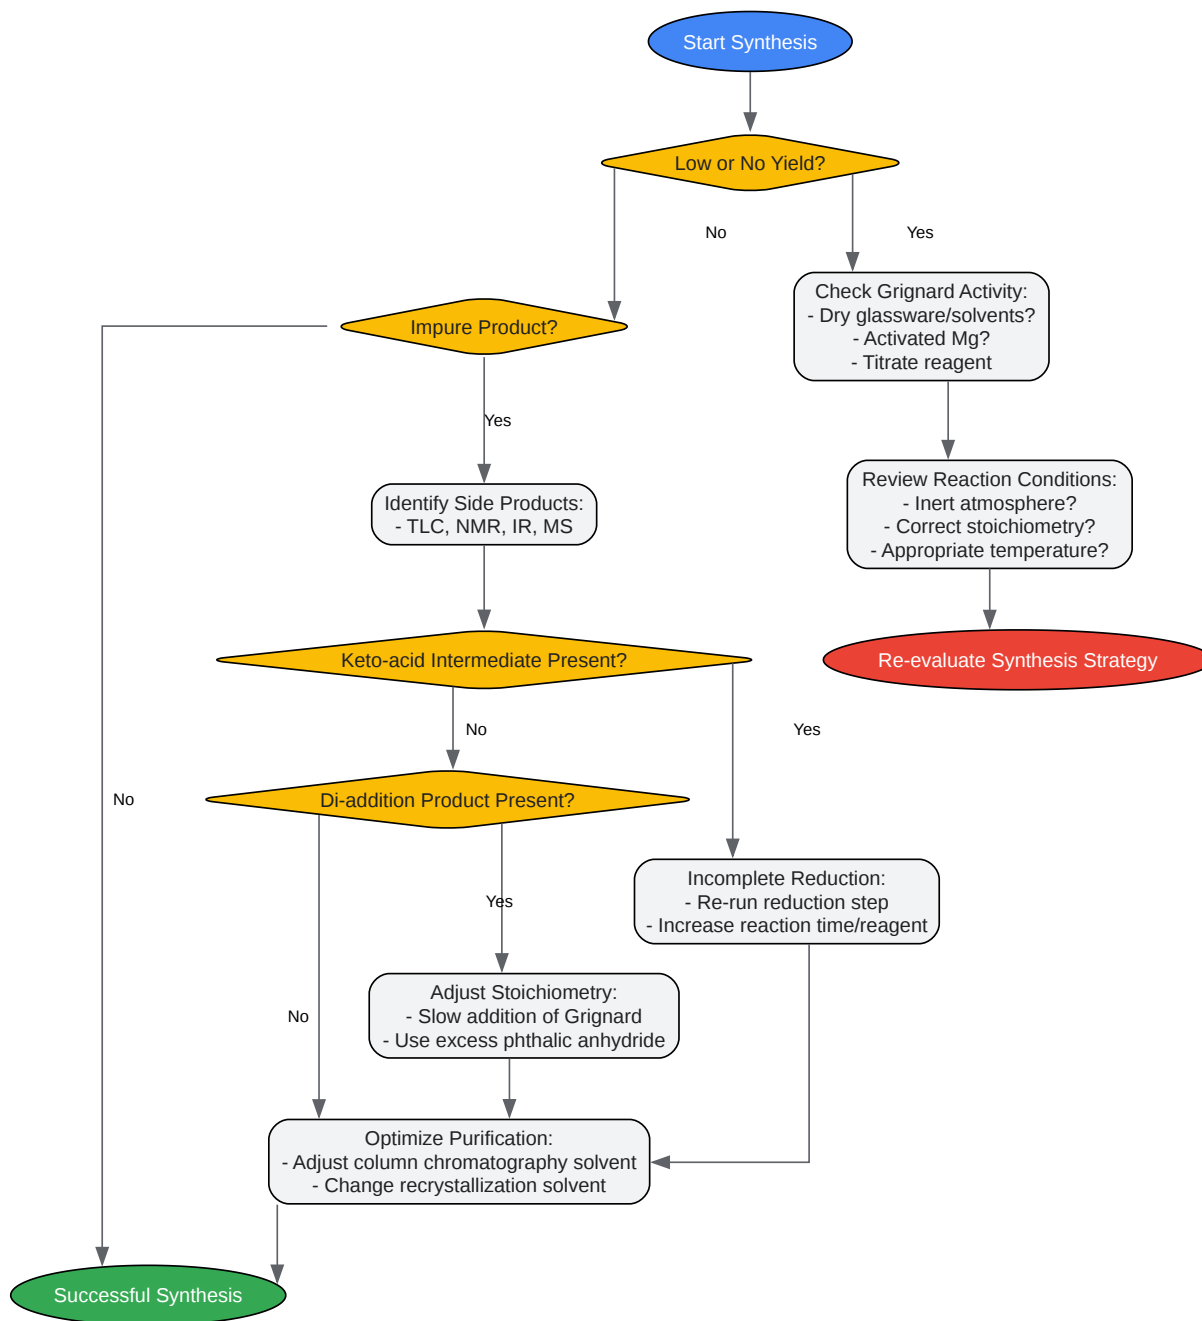 Start Synthesis
Low or No Yield?
No
Yes
Check Grignard Activity:
- Dry glassware/solvents?
- Activated Mg?
- Titrate reagent
Impure Product?
Yes
Review Reaction Conditions:
- Inert atmosphere?
- Correct stoichiometry?
- Appropriate temperature?
Identify Side Products:
- TLC, NMR, IR, MS
Keto-acid Intermediate Present?
Re-evaluate Synthesis Strategy
No
Yes
Di-addition Product Present?
No
Incomplete Reduction:
- Re-run reduction step
- Increase reaction time/reagent
Yes
Adjust Stoichiometry:
- Slow addition of Grignard
- Use excess phthalic anhydride
No
Optimize Purification:
- Adjust column chromatography solvent
- Change recrystallization solvent
Successful Synthesis